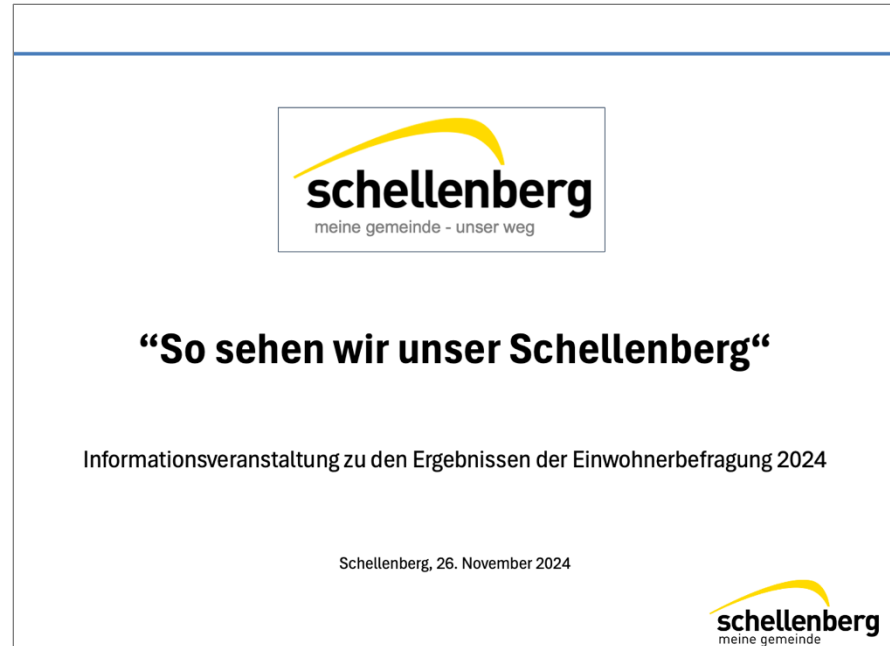 schellenberg
meine gemeinde - unser weg
“So sehen wir unser Schellenberg“
Informationsveranstaltung zu den Ergebnissen der Einwohnerbefragung 2024
Schellenberg, 26. November 2024
schellenberg
meine gemeinde